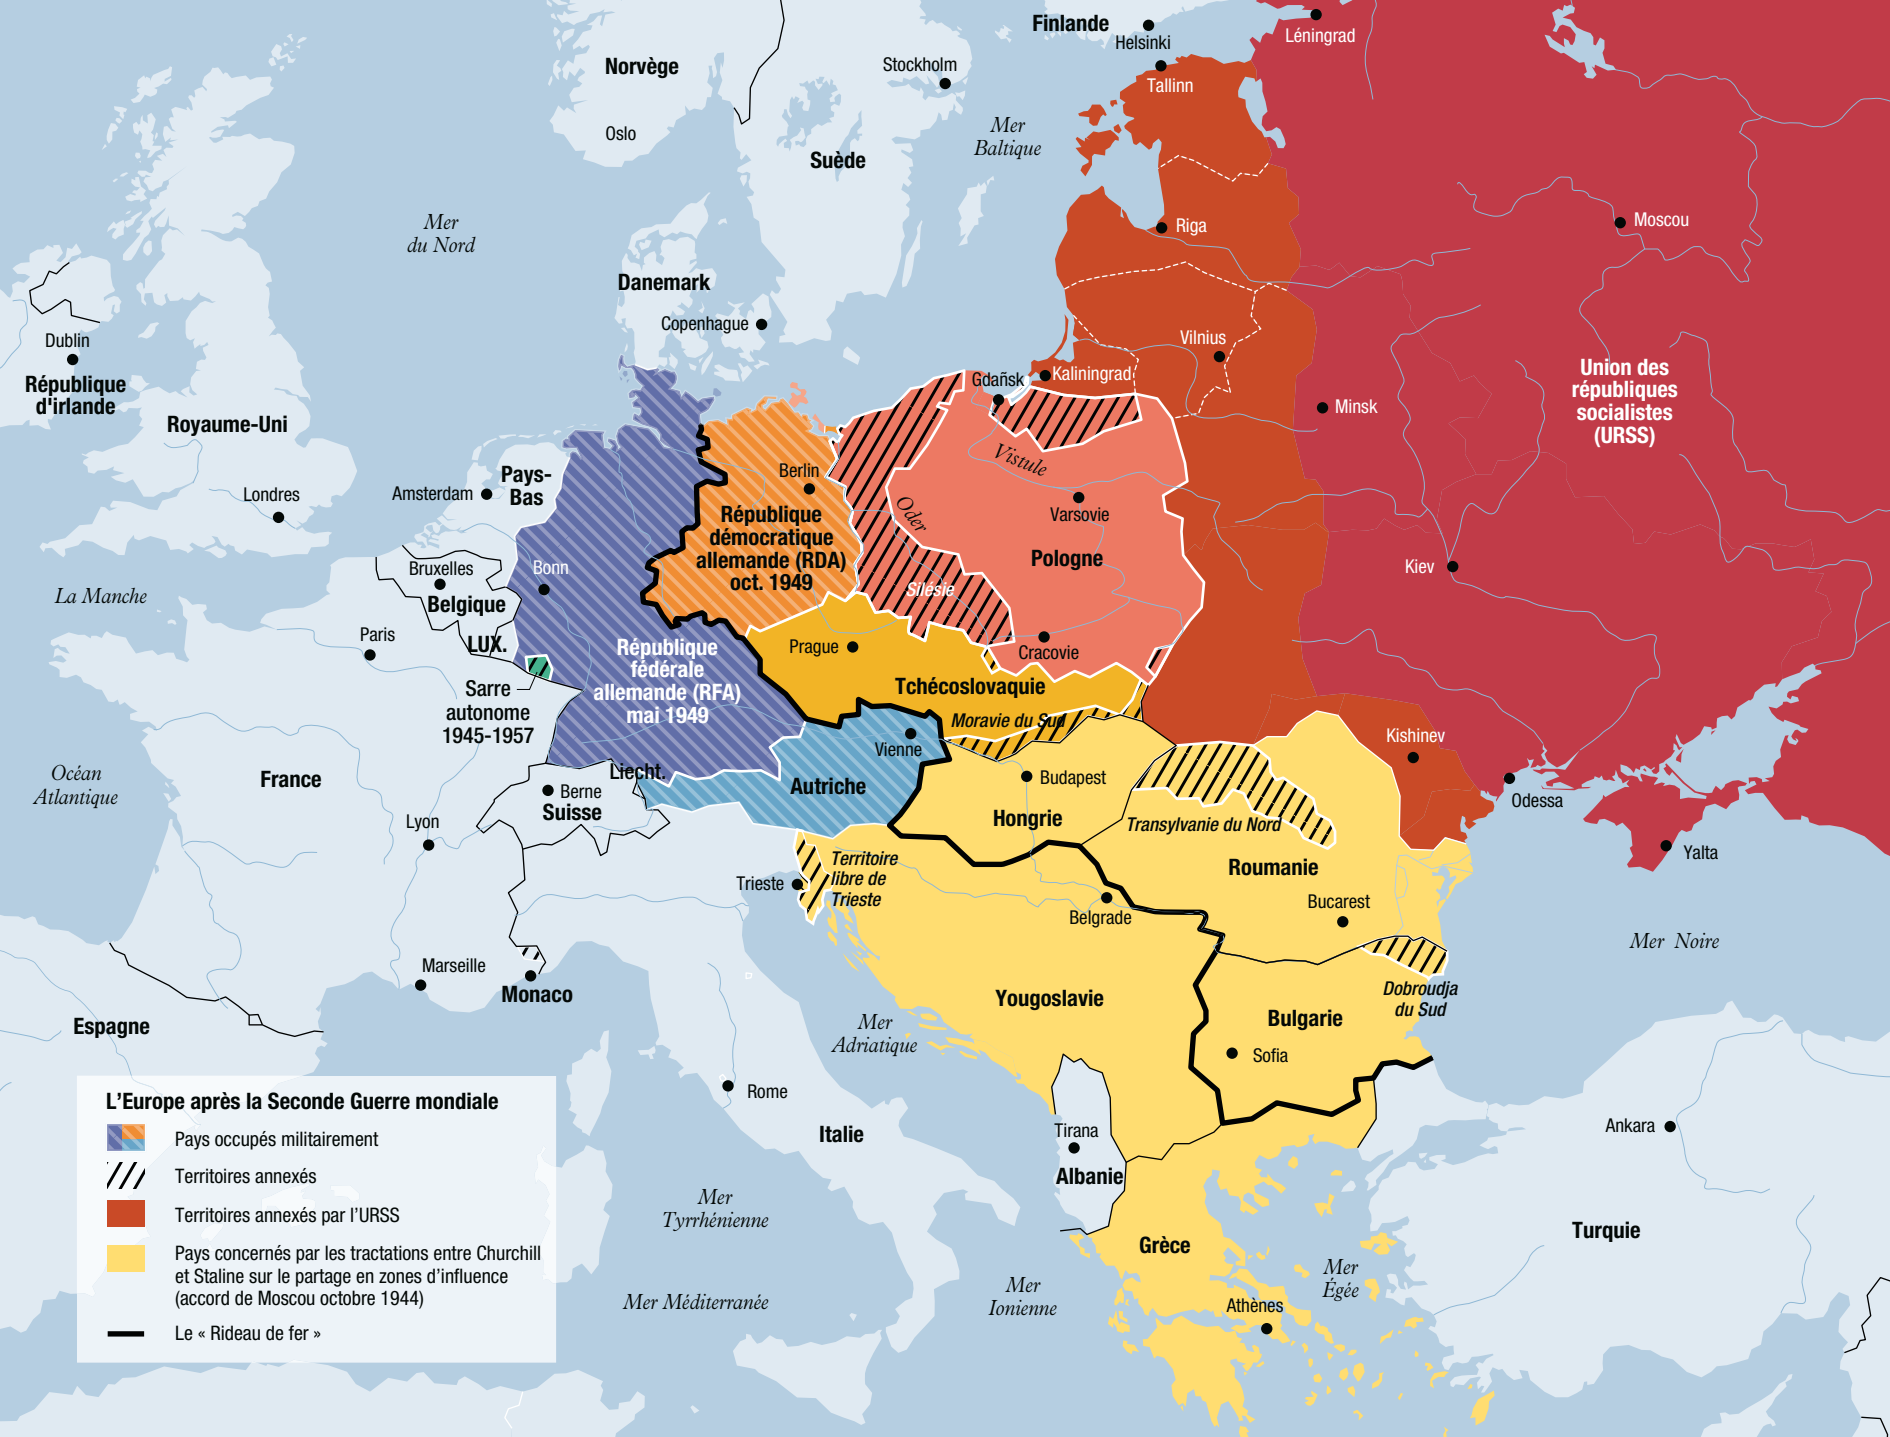 Finlande
Helsinki
Léningrad
Norvège
Stockholm
Tallinn
Oslo
Mer
Baltique
Suède
Mer
du Nord
Riga
Moscou
Danemark
Copenhague
Dublin
République
d'irlande
Vilnius
Gdañsk
Kaliningrad
Minsk
Union des
républiques
socialistes
(URSS)
Royaume-Uni
Londres
Amsterdam
Pays-
Bas
Berlin
République
démocratique
allemande (RDA)
oct. 1949
Vistule
Oder
Varsovie
Pologne
Silésie
Cracovie
Kiev
La Manche
Bruxelles
Belgique
LUX.
Bonn
Paris
République
fédérale
allemande (RFA)
mai 1949
Sarre
autonome
1945-1957
Prague
Tchécoslovaquie
Moravie du Sud
Vienne
Autriche
Liecht.
Berne
Suisse
Budapest
Hongrie
Transylvanie du Nord
Kishinev
Odessa
Yalta
Océan
Atlantique
France
Lyon
Territoire
libre de
Trieste
Trieste
Belgrade
Roumanie
Bucarest
Mer Noire
Marseille
Monaco
Espagne
Yougoslavie
Dobroudja
du Sud
Bulgarie
Sofia
Mer
Adriatique
Rome
Italie
Tirana
Albanie
Ankara
Turquie
Mer
Tyrrhénienne
Mer Méditerranée
Mer
Ionienne
Grèce
Athènes
Mer
Égée
L’Europe après la Seconde Guerre mondiale
Pays occupés militairement
Territoires annexés
Territoires annexés par l’URSS
Pays concernés par les tractations entre Churchill
et Staline sur le partage en zones d’influence
(accord de Moscou octobre 1944)
Le « Rideau de fer »